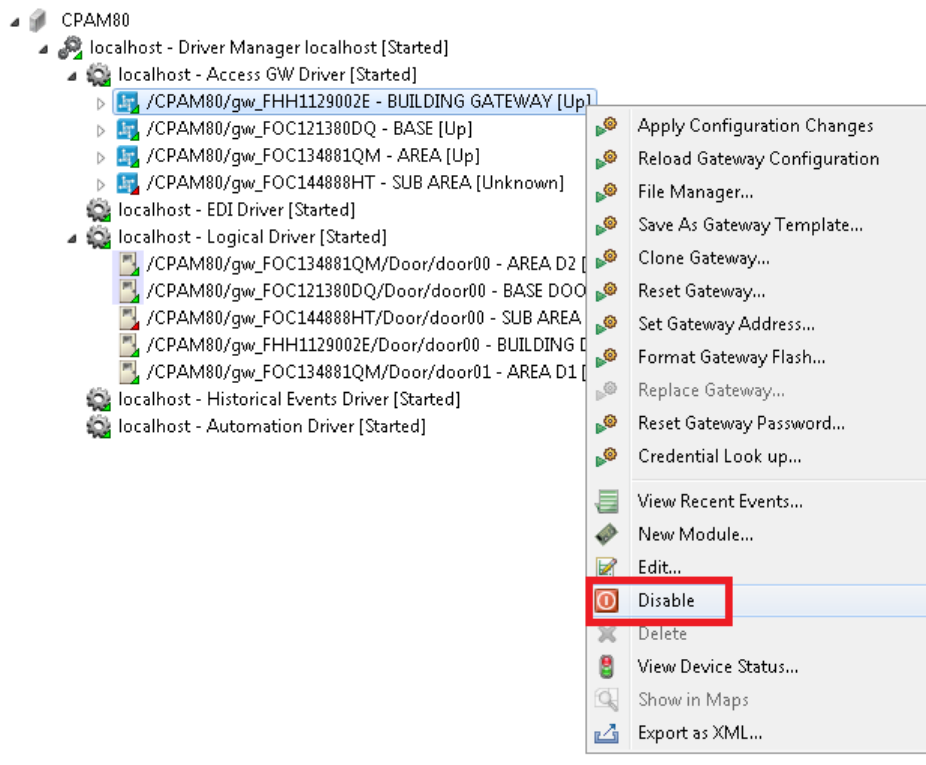 CPAM80
localhost - Driver Manager localhost [Started]
localhost - Access GW Driver [Started]
/CPAM80/gw_FHH1129002E - BUILDING GATEWAY [Up]
/CPAM80/gw_FOC121380DQ - BASE [Up]
/CPAM80/gw_FOC134881QM - AREA [Up]
/CPAM80/gw_FOC144888HT - SUB AREA [Unknown]
localhost - EDI Driver [Started]
localhost - Logical Driver [Started]
/CPAM80/gw_FOC134881QM/Door/door00 - AREA D2 [
/CPAM80/gw_FOC121380DQ/Door/door00 - BASE DOO
/CPAM80/gw_FOC144888HT/Door/door00 - SUB AREA
/CPAM80/gw_FHH1129002E/Door/door00 - BUILDING D
/CPAM80/gw_FOC134881QM/Door/door01 - AREA D1 [
localhost - Historical Events Driver [Started]
localhost - Automation Driver [Started]
Apply Configuration Changes
Reload Gateway Configuration
File Manager...
Save As Gateway Template...
Clone Gateway...
Reset Gateway...
Set Gateway Address...
Format Gateway Flash...
Replace Gateway...
Reset Gateway Password...
Credential Look up...
View Recent Events...
New Module...
Edit...
Disable
Delete
View Device Status...
Show in Maps
Export as XML...